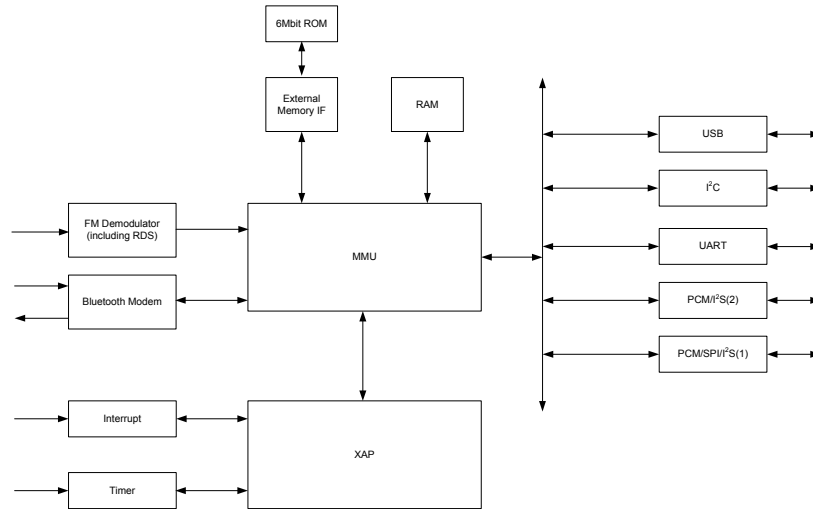 6Mbit ROM
External
Memory IF
RAM
USB
I²C
FM Demodulator
(including RDS)
MMU
UART
Bluetooth Modem
PCM/I²S(2)
PCM/SPI/I²S(1)
Interrupt
XAP
Timer